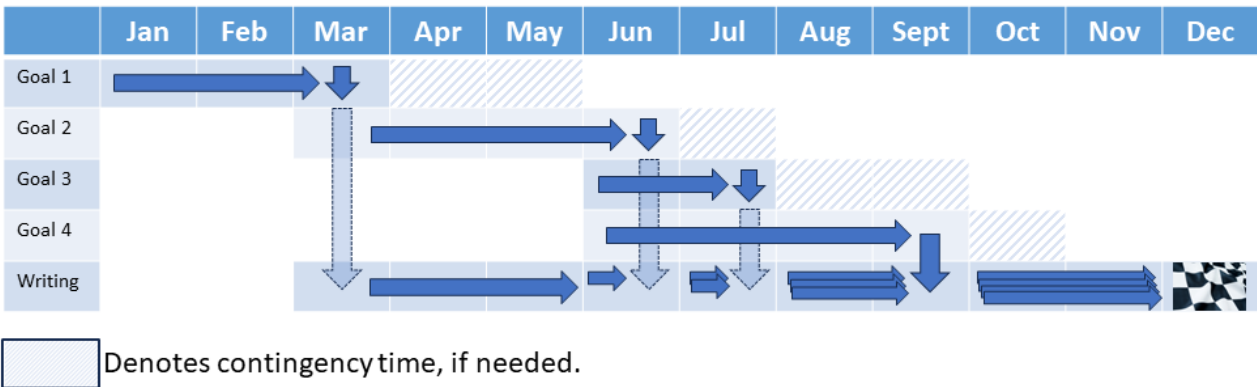 Jan Feb Mar Apr May Jun Jul Aug Sept Oct Nov Dec
Goal 1
Goal 2
Goal 3
Goal 4
Writing
Denotes contingency time, if needed.